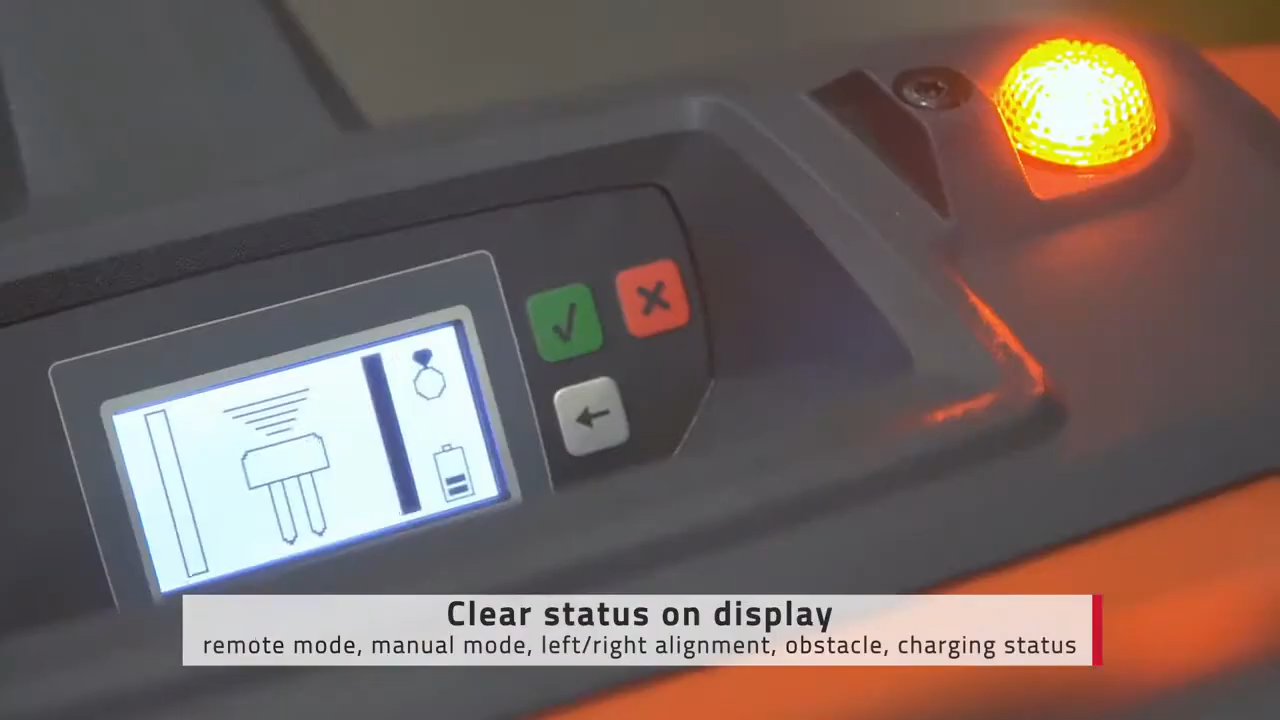 Clear status on display
remote mode, manual mode, left/right alignment, obstacle, charging status